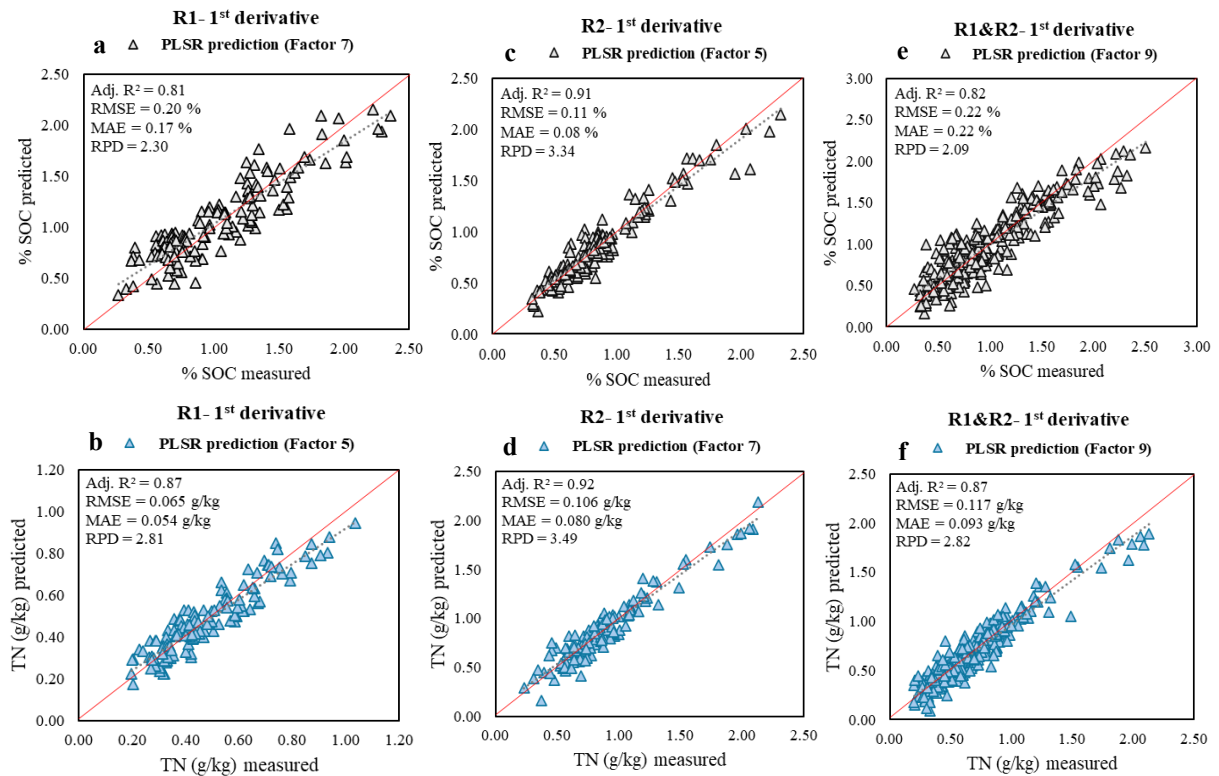 R1- 1st derivative
a △ PLSR prediction (Factor 7)
Adj. R² = 0.81
RMSE = 0.20 %
MAE = 0.17 %
RPD = 2.30
% SOC predicted
2.50
2.00
1.50
1.00
0.50
0.00
0.00 0.50 1.00 1.50 2.00 2.50
% SOC measured
R2- 1st derivative
c △ PLSR prediction (Factor 5)
Adj. R² = 0.91
RMSE = 0.11 %
MAE = 0.08 %
RPD = 3.34
% SOC predicted
2.50
2.00
1.50
1.00
0.50
0.00
0.00 0.50 1.00 1.50 2.00 2.50
% SOC measured
R1&R2- 1st derivative
e △ PLSR prediction (Factor 9)
Adj. R² = 0.82
RMSE = 0.22 %
MAE = 0.22 %
RPD = 2.09
% SOC predicted
3.00
2.50
2.00
1.50
1.00
0.50
0.00
0.00 0.50 1.00 1.50 2.00 2.50 3.00
% SOC measured
R1- 1st derivative
b △ PLSR prediction (Factor 5)
Adj. R² = 0.87
RMSE = 0.065 g/kg
MAE = 0.054 g/kg
RPD = 2.81
TN (g/kg) predicted
1.20
1.00
0.80
0.60
0.40
0.20
0.00
0.00 0.20 0.40 0.60 0.80 1.00 1.20
TN (g/kg) measured
R2- 1st derivative
d △ PLSR prediction (Factor 7)
Adj. R² = 0.92
RMSE = 0.106 g/kg
MAE = 0.080 g/kg
RPD = 3.49
TN (g/kg) predicted
2.50
2.00
1.50
1.00
0.50
0.00
0.00 0.50 1.00 1.50 2.00 2.50
TN (g/kg) measured
R1&R2- 1st derivative
f △ PLSR prediction (Factor 9)
Adj. R² = 0.87
RMSE = 0.117 g/kg
MAE = 0.093 g/kg
RPD = 2.82
TN (g/kg) predicted
2.50
2.00
1.50
1.00
0.50
0.00
0.00 0.50 1.00 1.50 2.00 2.50
TN (g/kg) measured